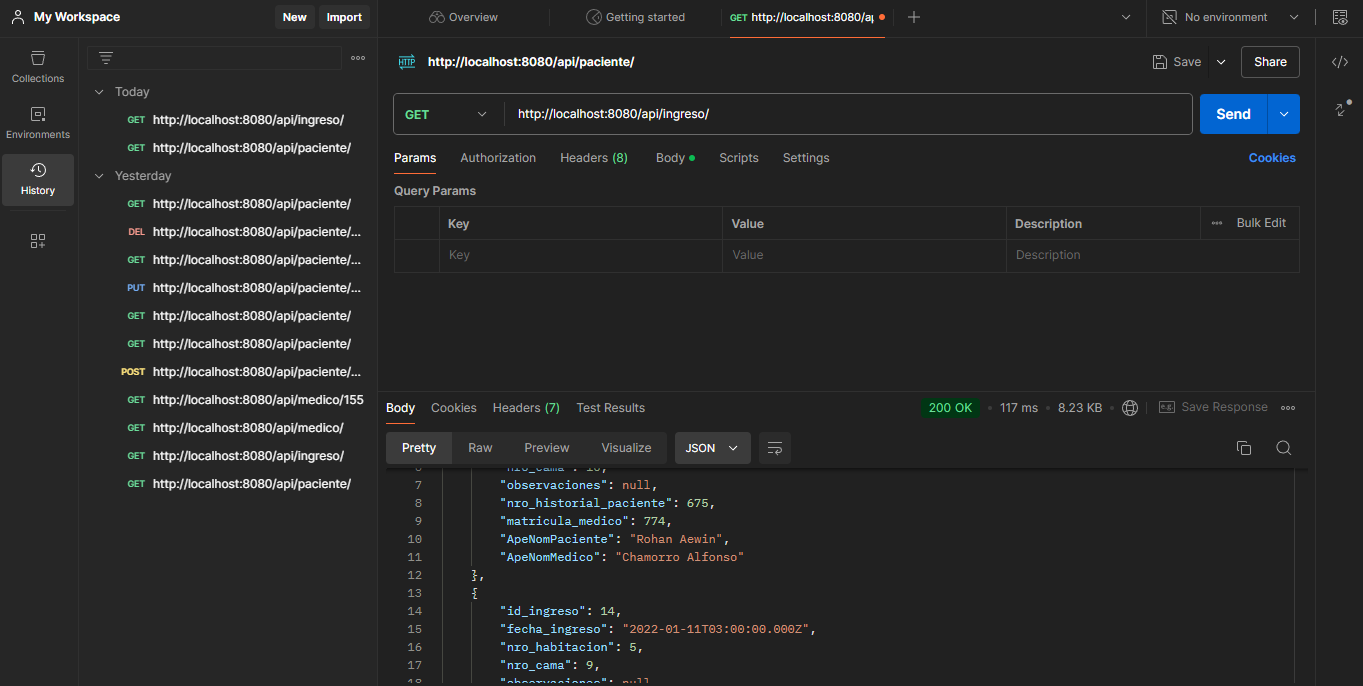 My Workspace
New
Import
Overview
Getting started
GET http://localhost:8080/ap
No environment
Collections
Environments
History
Today
GET http://localhost:8080/api/ingreso/
GET http://localhost:8080/api/paciente/
Yesterday
GET http://localhost:8080/api/paciente/
DEL http://localhost:8080/api/paciente/...
GET http://localhost:8080/api/paciente/...
PUT http://localhost:8080/api/paciente/...
GET http://localhost:8080/api/paciente/
GET http://localhost:8080/api/paciente/
POST http://localhost:8080/api/paciente/...
GET http://localhost:8080/api/medico/155
GET http://localhost:8080/api/medico/
GET http://localhost:8080/api/ingreso/
GET http://localhost:8080/api/paciente/
HTTP http://localhost:8080/api/paciente/
Save
Share
GET http://localhost:8080/api/ingreso/
Send
Params Authorization Headers (8) Body Scripts Settings
Cookies
Query Params
Key Value Description Bulk Edit
Key Value Description
Body Cookies Headers (7) Test Results
200 OK 117 ms 8.23 KB e.g. Save Response
Pretty Raw Preview Visualize JSON
6 "nro_cama": 10,
7 "observaciones": null,
8 "nro_historial_paciente": 675,
9 "matricula_medico": 774,
10 "ApeNomPaciente": "Rohan Aewin",
11 "ApeNomMedico": "Chamorro Alfonso"
12 },
13 {
14 "id_ingreso": 14,
15 "fecha_ingreso": "2022-01-11T03:00:00.000Z",
16 "nro_habitacion": 5,
17 "nro_cama": 9,
18 "observaciones": null